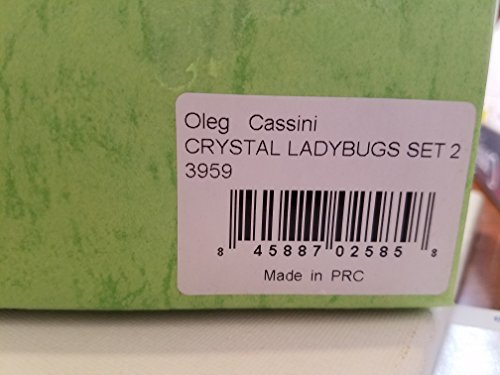 Oleg Cassini
CRYSTAL LADYBUGS SET 2
3959
8 45887 02585 8
Made in PRC